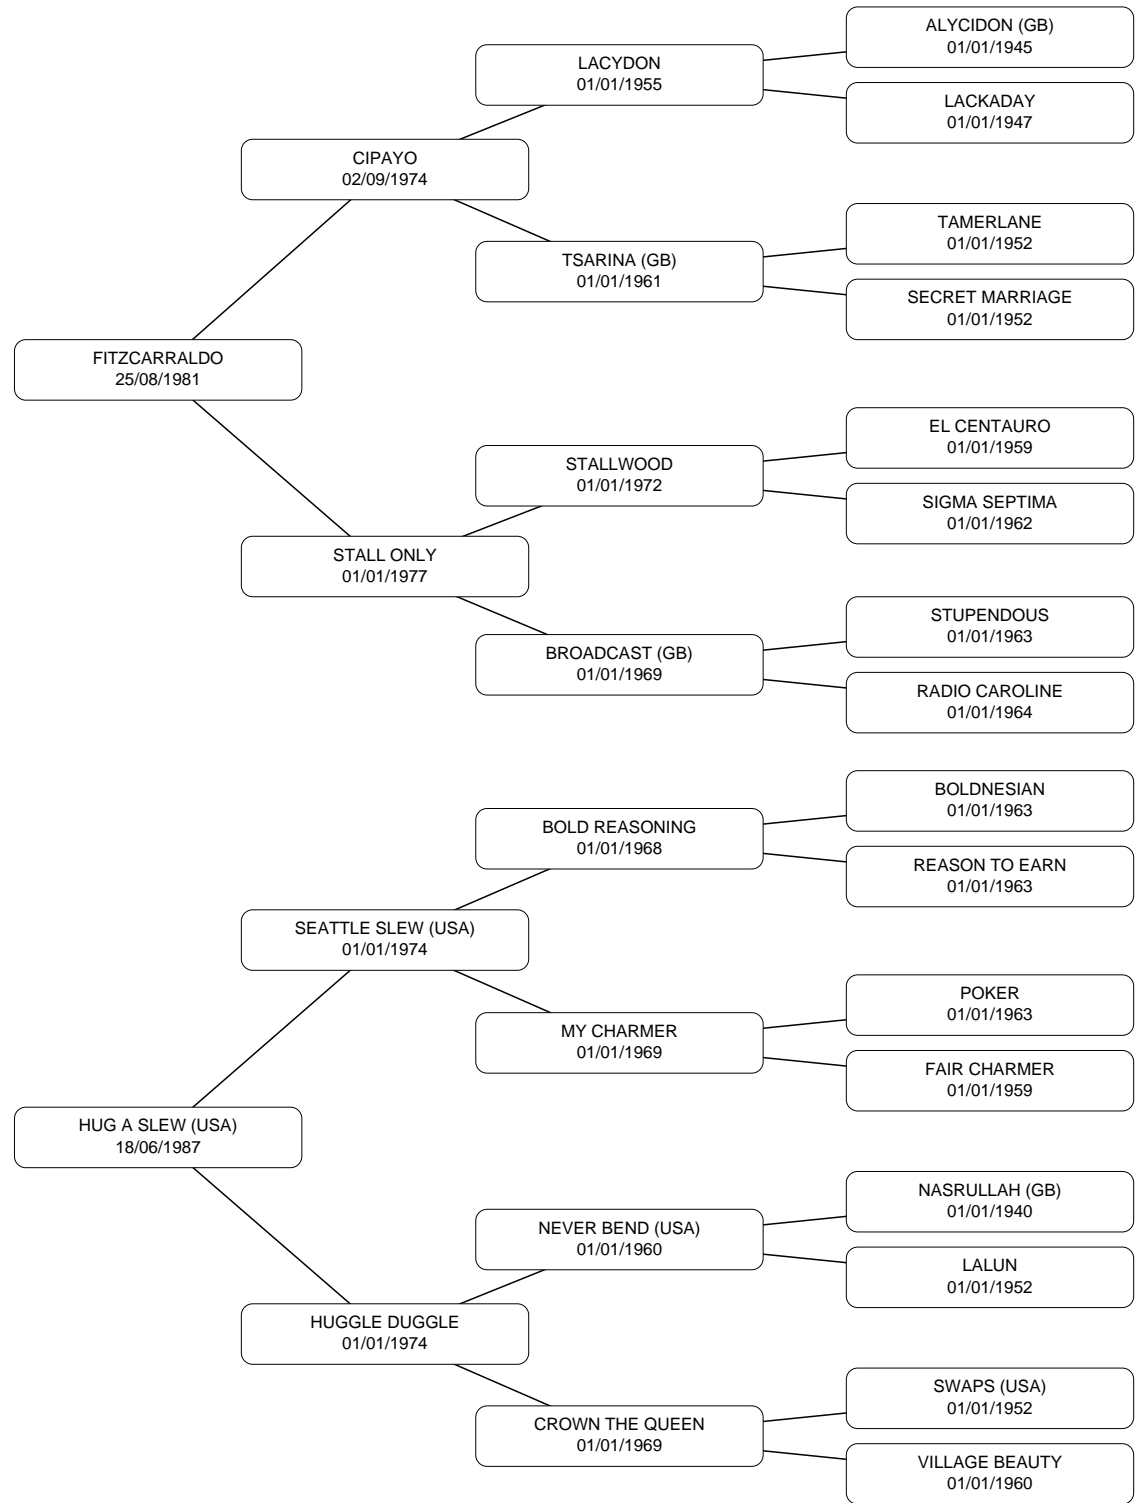 ALYCIDON (GB)
01/01/1945
LACYDON
01/01/1955
LACKADAY
01/01/1947
CIPAYO
02/09/1974
TAMERLANE
01/01/1952
TSARINA (GB)
01/01/1961
SECRET MARRIAGE
01/01/1952
FITZCARRALDO
25/08/1981
EL CENTAURO
01/01/1959
STALLWOOD
01/01/1972
SIGMA SEPTIMA
01/01/1962
STALL ONLY
01/01/1977
STUPENDOUS
01/01/1963
BROADCAST (GB)
01/01/1969
RADIO CAROLINE
01/01/1964
BOLDNESIAN
01/01/1963
BOLD REASONING
01/01/1968
REASON TO EARN
01/01/1963
SEATTLE SLEW (USA)
01/01/1974
POKER
01/01/1963
MY CHARMER
01/01/1969
FAIR CHARMER
01/01/1959
HUG A SLEW (USA)
18/06/1987
NASRULLAH (GB)
01/01/1940
NEVER BEND (USA)
01/01/1960
LALUN
01/01/1952
HUGGLE DUGGLE
01/01/1974
SWAPS (USA)
01/01/1952
CROWN THE QUEEN
01/01/1969
VILLAGE BEAUTY
01/01/1960